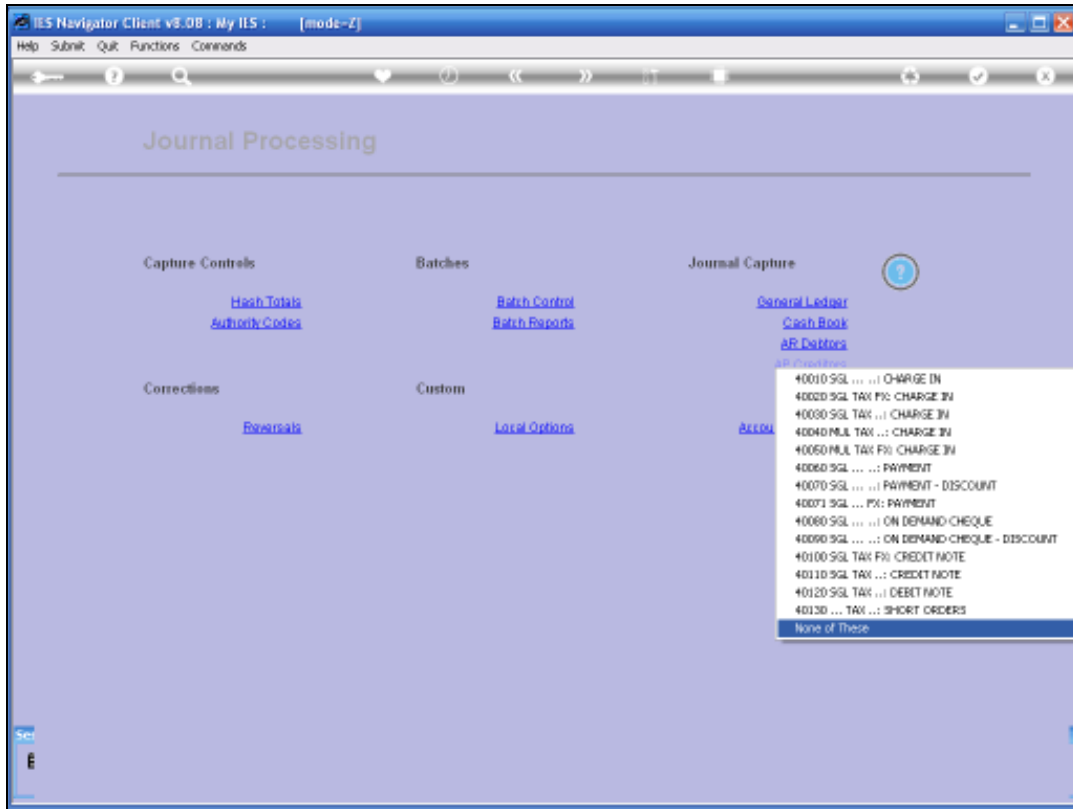 IES Navigator Client v8.08 : My IES : [mode=Z]
Help Submit Quit Functions Commands
Journal Processing
Capture Controls Batches Journal Capture
Hash Totals Batch Control General Ledger
Authority Codes Batch Reports Cash Book
AR Debtors
AP Creditors
Corrections Custom
Reversals Local Options Accou
40010 SGL ... ..: CHARGE IN
40020 SGL TAX FX: CHARGE IN
40030 SGL TAX ..: CHARGE IN
40040 MUL TAX ..: CHARGE IN
40050 MUL TAX FX: CHARGE IN
40060 SGL ... ..: PAYMENT
40070 SGL ... ..: PAYMENT - DISCOUNT
40071 SGL ... FX: PAYMENT
40080 SGL ... ..: ON DEMAND CHEQUE
40090 SGL ... ..: ON DEMAND CHEQUE - DISCOUNT
40100 SGL TAX FX: CREDIT NOTE
40110 SGL TAX ..: CREDIT NOTE
40120 SGL TAX ..: DEBIT NOTE
40130 ... TAX ..: SHORT ORDERS
None of These
Ses